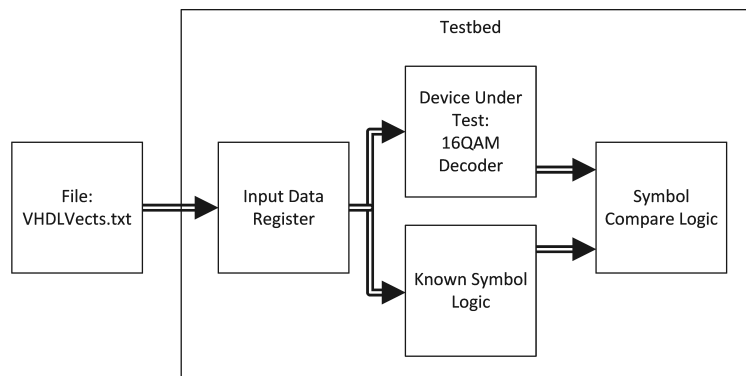 Testbed
File:
VHDLVects.txt
Input Data
Register
Device Under
Test:
16QAM
Decoder
Known Symbol
Logic
Symbol
Compare Logic